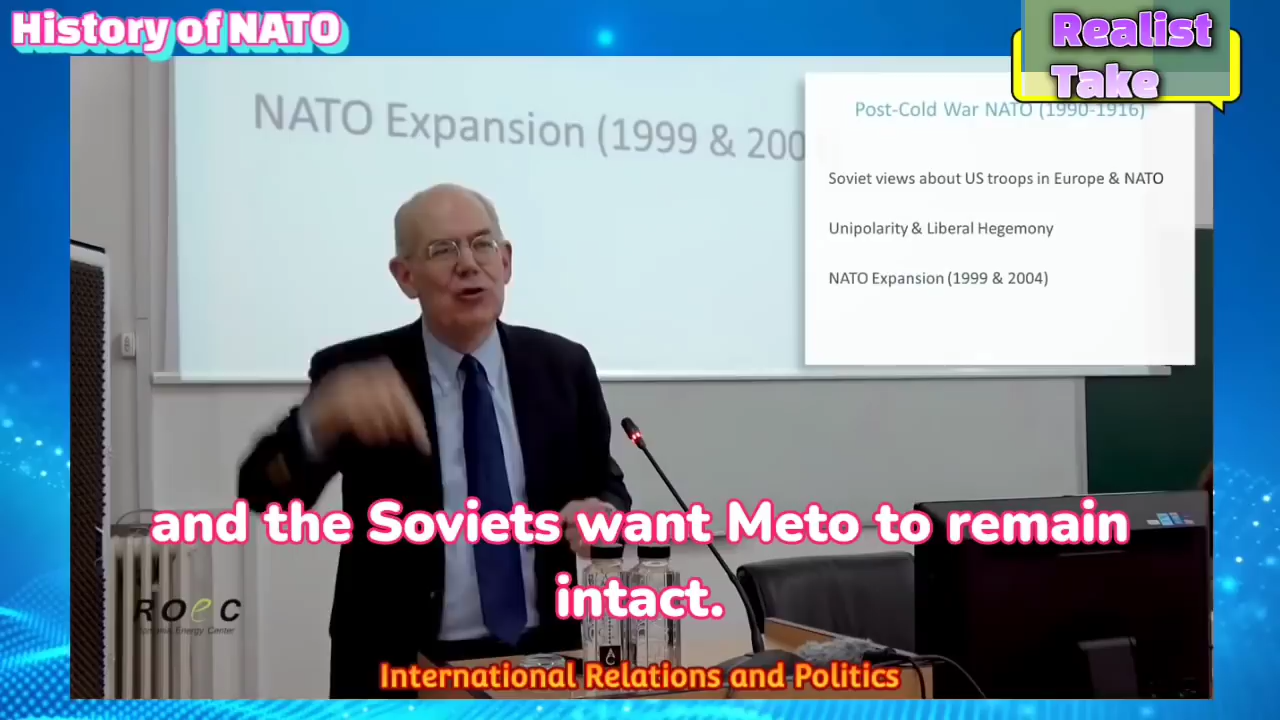 History of NATO
Realist
Take
NATO Expansion (1999 & 200
Post-Cold War NATO (1990-1916)
Soviet views about US troops in Europe & NATO
Unipolarity & Liberal Hegemony
NATO Expansion (1999 & 2004)
and the Soviets want Meto to remain
intact.
ROeC
Energy Center
International Relations and Politics